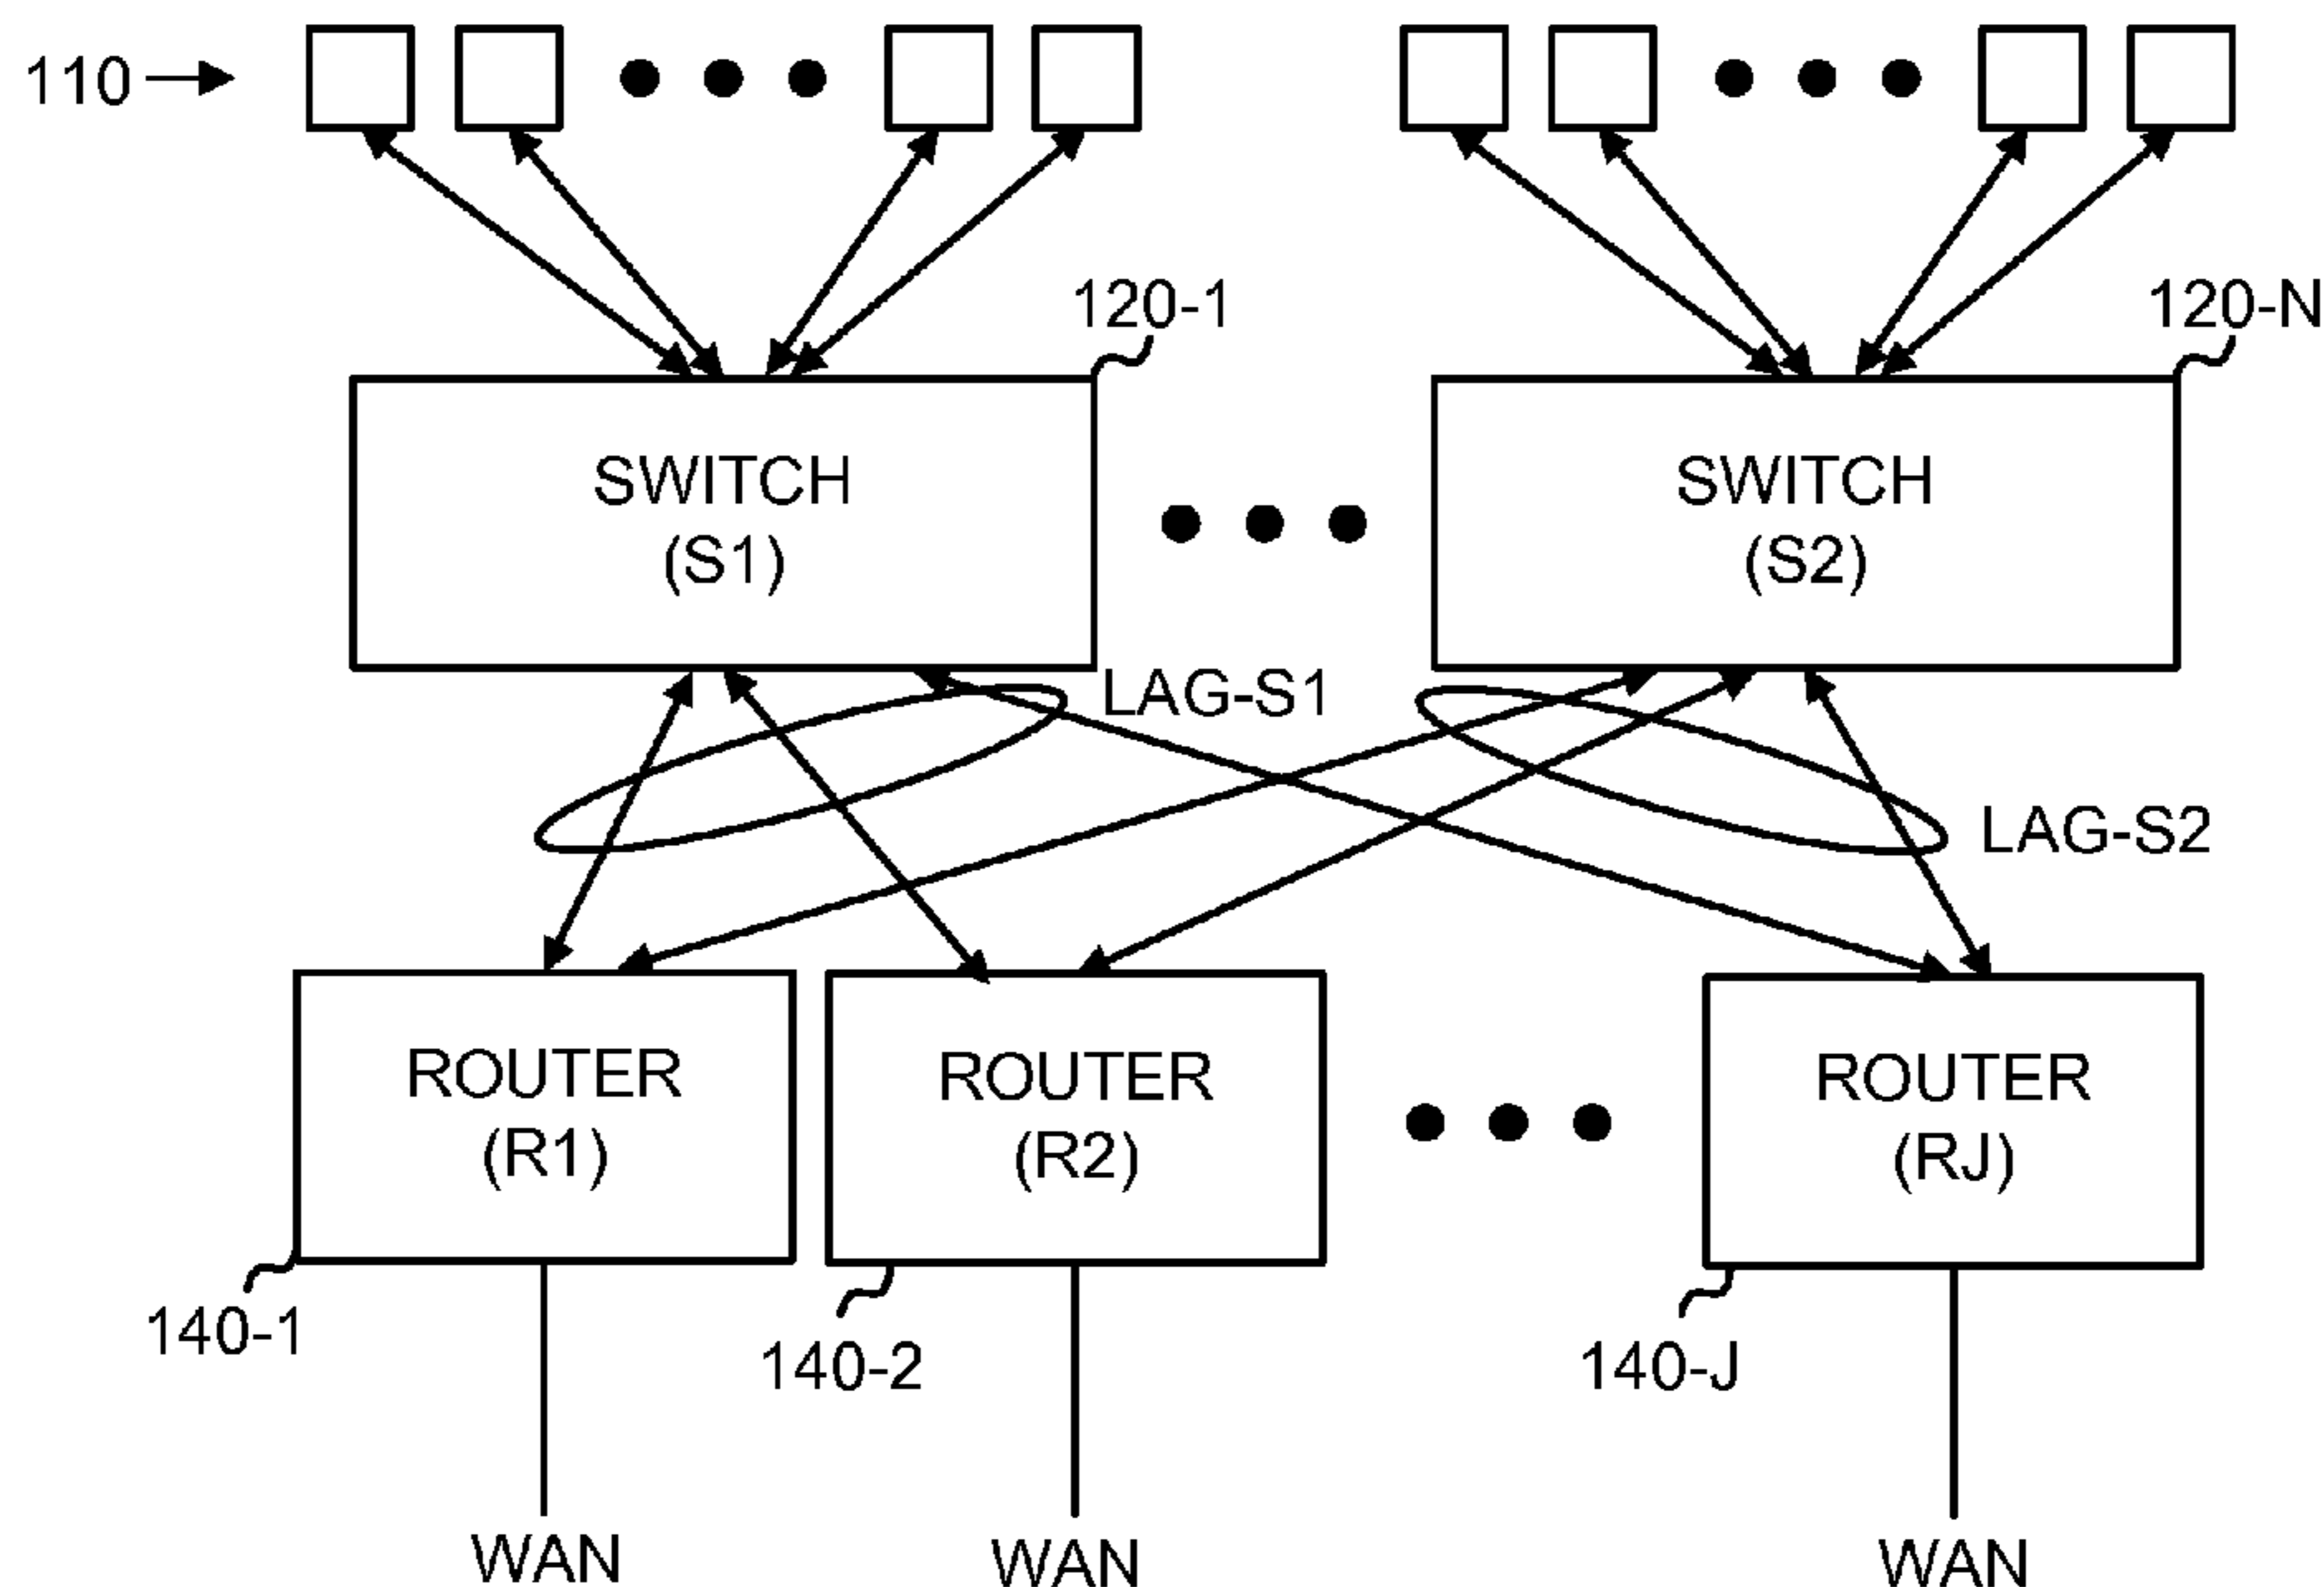 110
120-1
120-N
SWITCH
(S1)
SWITCH
(S2)
LAG-S1
LAG-S2
ROUTER
(R1)
ROUTER
(R2)
ROUTER
(RJ)
140-1
140-2
140-J
WAN
WAN
WAN